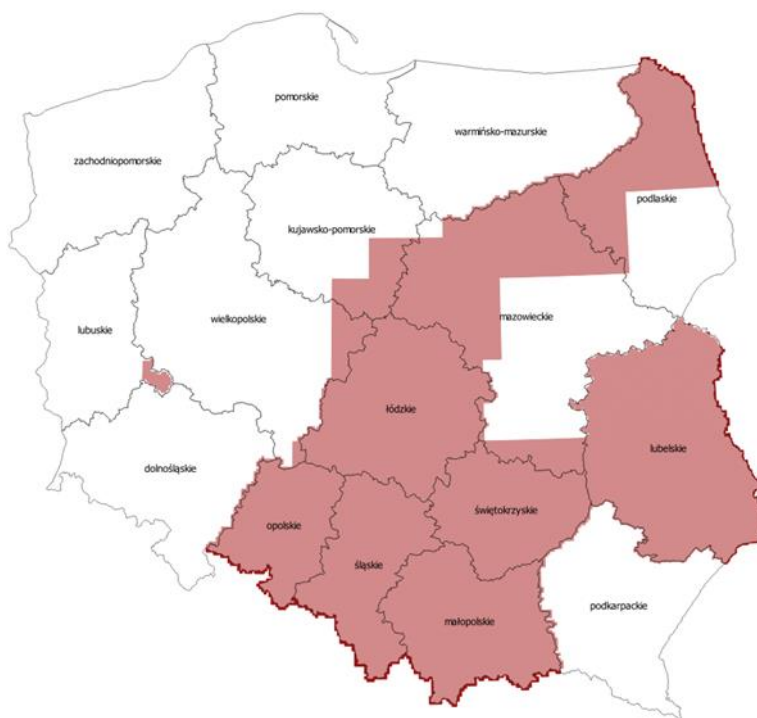 pomorskie
warmińsko-mazurskie
zachodniopomorskie
podlaskie
kujawsko-pomorskie
mazowieckie
wielkopolskie
lubuskie
łódzkie
lubelskie
dolnośląskie
świętokrzyskie
opolskie
śląskie
podkarpackie
małopolskie